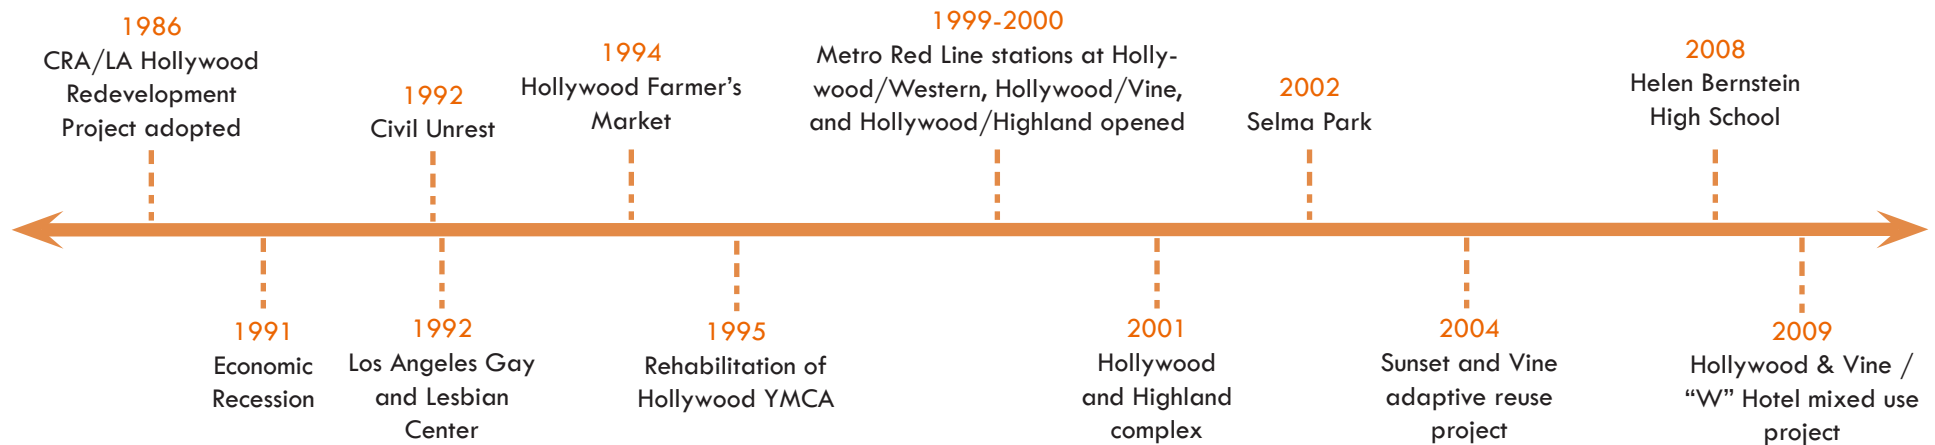 1986
CRA/LA Hollywood
Redevelopment
Project adopted
1992
Civil Unrest
1994
Hollywood Farmer’s
Market
1999-2000
Metro Red Line stations at Holly-
wood/Western, Hollywood/Vine,
and Hollywood/Highland opened
2002
Selma Park
2008
Helen Bernstein
High School
1991
Economic
Recession
1992
Los Angeles Gay
and Lesbian
Center
1995
Rehabilitation of
Hollywood YMCA
2001
Hollywood
and Highland
complex
2004
Sunset and Vine
adaptive reuse
project
2009
Hollywood & Vine /
“W” Hotel mixed use
project